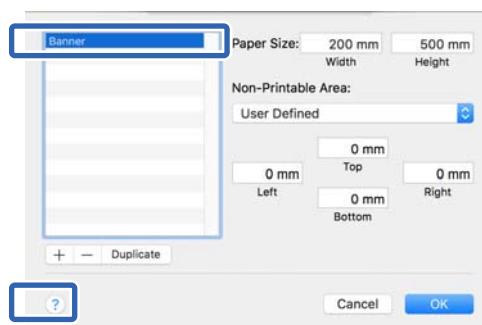 Banner
Paper Size: 200 mm 500 mm
Width Height
Non-Printable Area:
User Defined
0 mm
Top
0 mm 0 mm
Left Right
0 mm
Bottom
+ − Duplicate
? Cancel OK